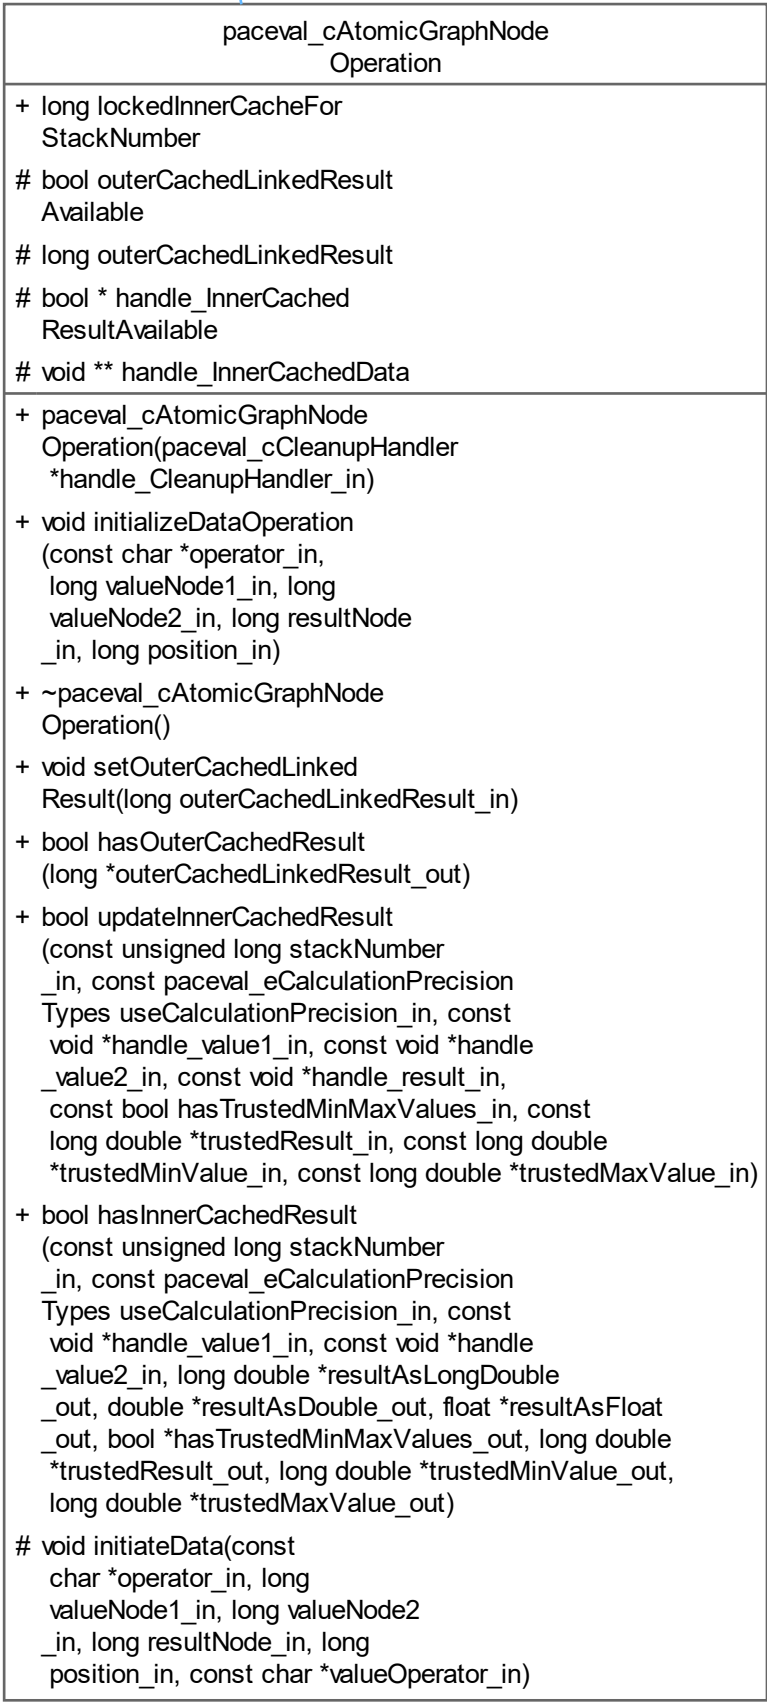 paceval_cAtomicGraphNode
Operation
+ long lockedInnerCacheFor
StackNumber
# bool outerCachedLinkedResult
Available
# long outerCachedLinkedResult
# bool * handle_InnerCached
ResultAvailable
# void ** handle_InnerCachedData
+ paceval_cAtomicGraphNode
Operation(paceval_cCleanupHandler
*handle_CleanupHandler_in)
+ void initializeDataOperation
(const char *operator_in,
long valueNode1_in, long
valueNode2_in, long resultNode
_in, long position_in)
+ ~paceval_cAtomicGraphNode
Operation()
+ void setOuterCachedLinked
Result(long outerCachedLinkedResult_in)
+ bool hasOuterCachedResult
(long *outerCachedLinkedResult_out)
+ bool updateInnerCachedResult
(const unsigned long stackNumber
_in, const paceval_eCalculationPrecision
Types useCalculationPrecision_in, const
void *handle_value1_in, const void *handle
_value2_in, const void *handle_result_in,
const bool hasTrustedMinMaxValues_in, const
long double *trustedResult_in, const long double
*trustedMinValue_in, const long double *trustedMaxValue_in)
+ bool hasInnerCachedResult
(const unsigned long stackNumber
_in, const paceval_eCalculationPrecision
Types useCalculationPrecision_in, const
void *handle_value1_in, const void *handle
_value2_in, long double *resultAsLongDouble
_out, double *resultAsDouble_out, float *resultAsFloat
_out, bool *hasTrustedMinMaxValues_out, long double
*trustedResult_out, long double *trustedMinValue_out,
long double *trustedMaxValue_out)
# void initiateData(const
char *operator_in, long
valueNode1_in, long valueNode2
_in, long resultNode_in, long
position_in, const char *valueOperator_in)